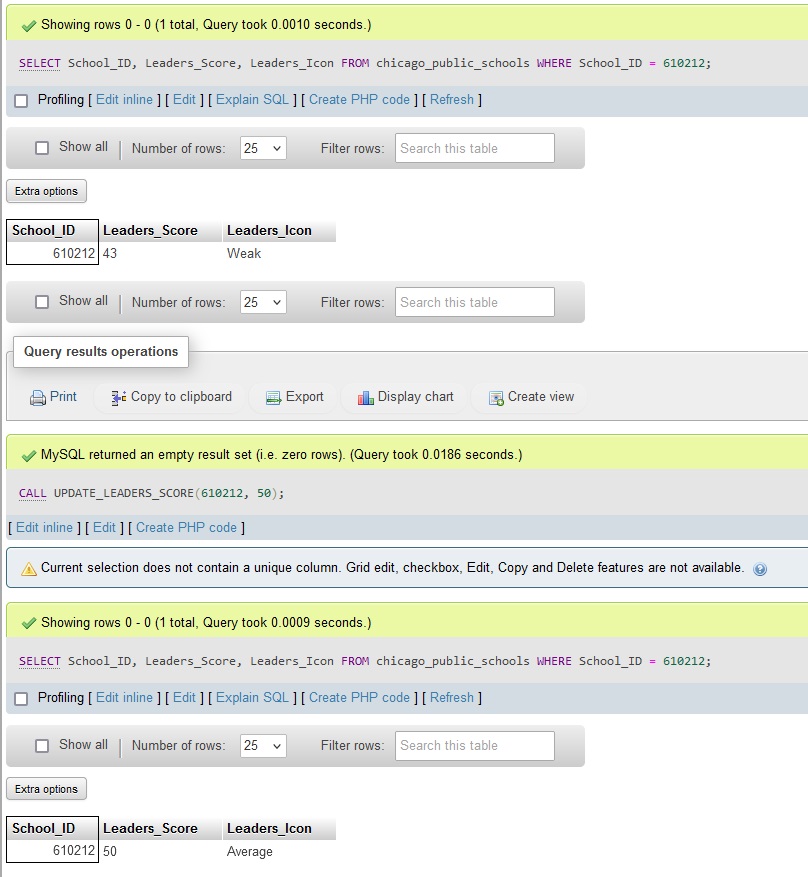 Showing rows 0 - 0 (1 total, Query took 0.0010 seconds.)
SELECT School_ID, Leaders_Score, Leaders_Icon FROM chicago_public_schools WHERE School_ID = 610212;
Profiling [ Edit inline ] [ Edit ] [ Explain SQL ] [ Create PHP code ] [ Refresh ]
Show all Number of rows: 25 Filter rows: Search this table
Extra options
School_ID Leaders_Score Leaders_Icon
610212 43 Weak
Show all Number of rows: 25 Filter rows: Search this table
Query results operations
Print Copy to clipboard Export Display chart Create view
MySQL returned an empty result set (i.e. zero rows). (Query took 0.0186 seconds.)
CALL UPDATE_LEADERS_SCORE(610212, 50);
[ Edit inline ] [ Edit ] [ Create PHP code ]
Current selection does not contain a unique column. Grid edit, checkbox, Edit, Copy and Delete features are not available.
Showing rows 0 - 0 (1 total, Query took 0.0009 seconds.)
SELECT School_ID, Leaders_Score, Leaders_Icon FROM chicago_public_schools WHERE School_ID = 610212;
Profiling [ Edit inline ] [ Edit ] [ Explain SQL ] [ Create PHP code ] [ Refresh ]
Show all Number of rows: 25 Filter rows: Search this table
Extra options
School_ID Leaders_Score Leaders_Icon
610212 50 Average